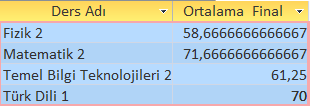 Ders Adı Ortalama Final
Fizik 2 58,6666666666667
Matematik 2 71,6666666666667
Temel Bilgi Teknolojileri 2 61,25
Türk Dili 1 70